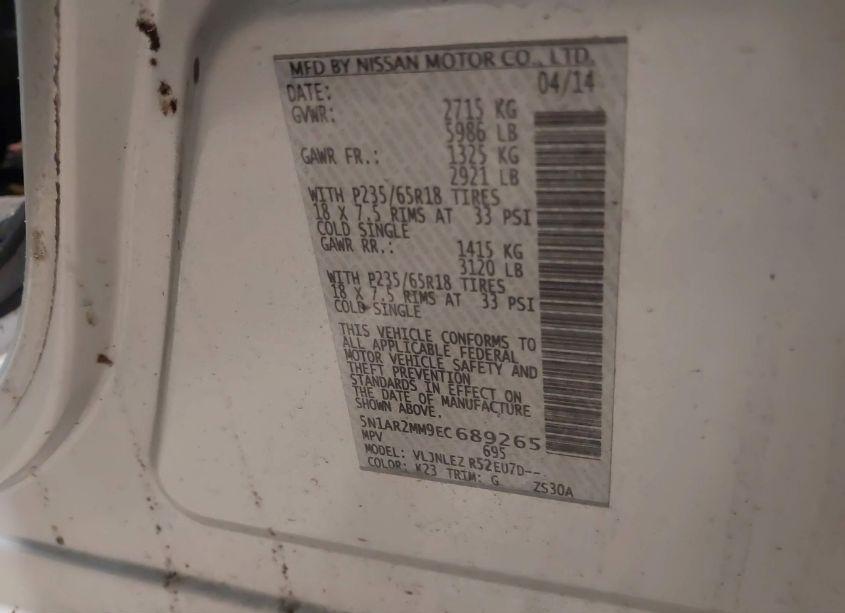 MFD BY NISSAN MOTOR CO., LTD.
DATE: 04/14
GVWR: 2715 KG
5986 LB
GAWR FR.: 1325 KG
2921 LB
WITH P235/65R18 TIRES
18 X 7.5 RIMS AT 33 PSI
COLD SINGLE
GAWR RR.: 1415 KG
3120 LB
WITH P235/65R18 TIRES
18 X 7.5 RIMS AT 33 PSI
COLD SINGLE
THIS VEHICLE CONFORMS TO
ALL APPLICABLE FEDERAL
MOTOR VEHICLE SAFETY AND
THEFT PREVENTION
STANDARDS IN EFFECT ON
THE DATE OF MANUFACTURE
SHOWN ABOVE.
5N1AR2MM9EC689265
MPV 695
MODEL: VLJNLEZ R52EU7D--
COLOR: K23 TRIM: G ZS30A